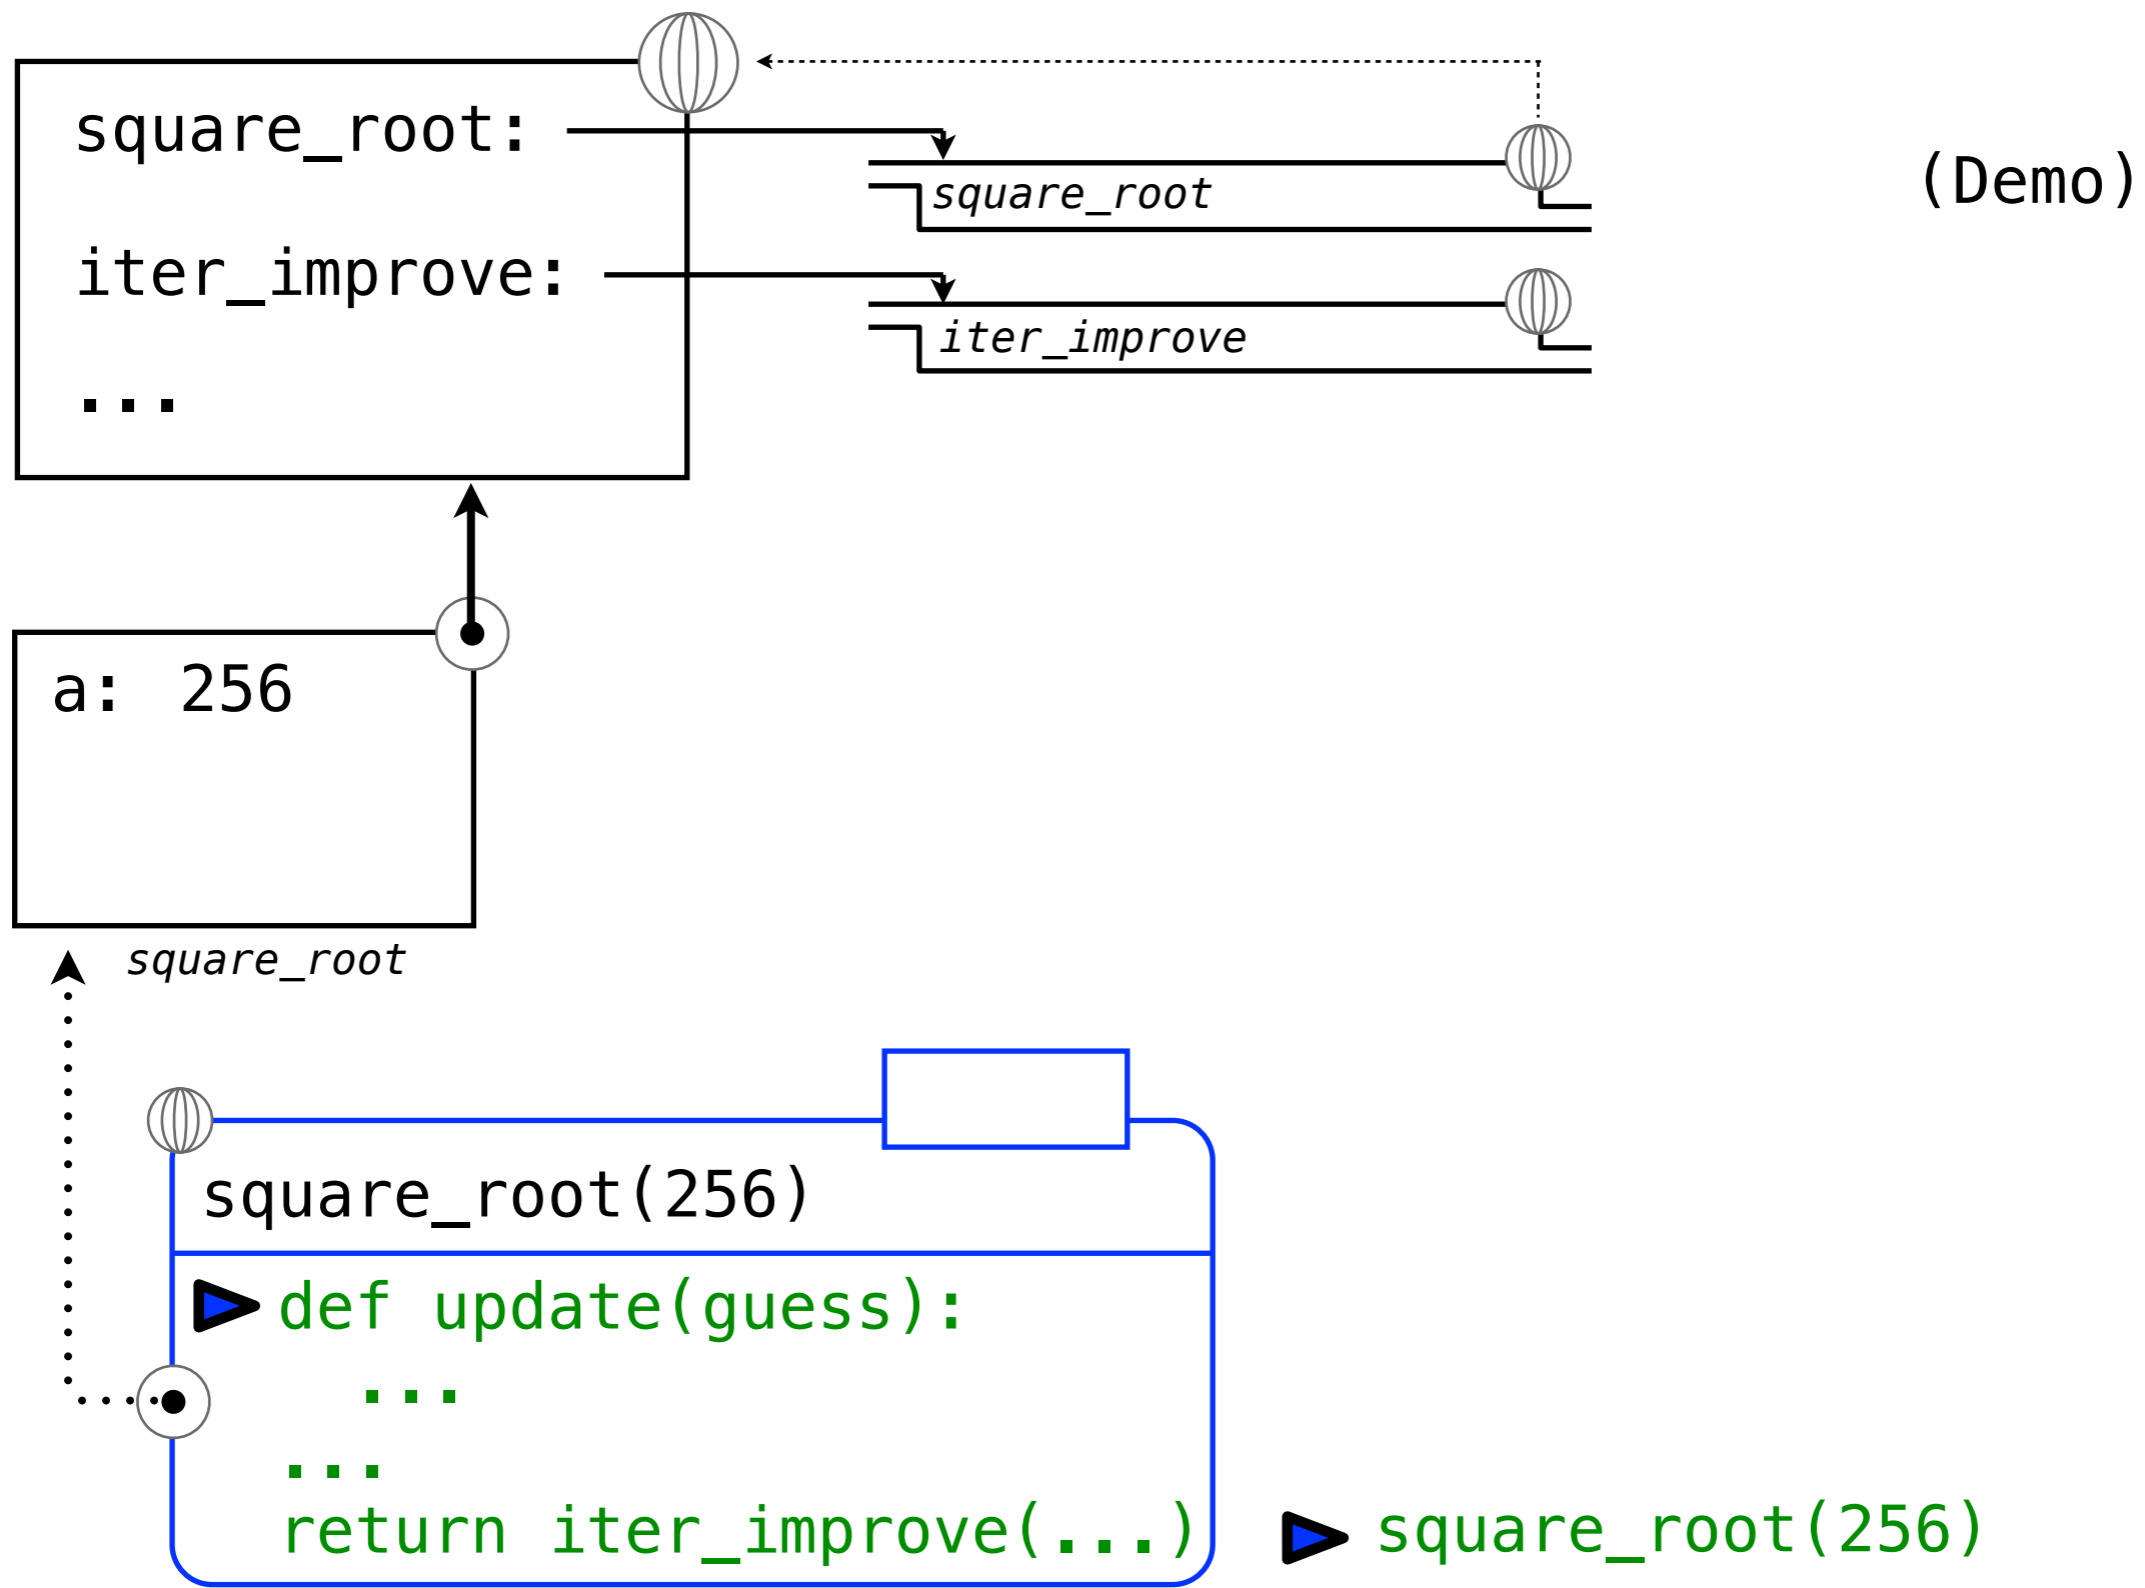 square_root:
square_root
(Demo)
iter_improve:
iter_improve
...
a: 256
square_root
square_root(256)
def update(guess):
...
...
return iter_improve(...)
square_root(256)